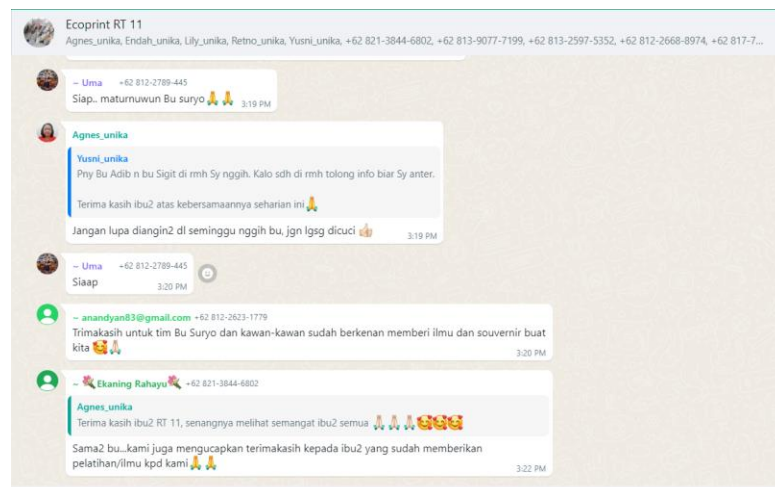 Ecoprint RT 11
Agnes_unika, Endah_unika, Lily_unika, Retno_unika, Yusni_unika, +62 821-3844-6802, +62 813-9077-7199, +62 813-2597-5352, +62 812-2668-8974, +62 817-7...
~ Uma +62 812-2789-445
Siap.. maturnuwun Bu suryo🙏🙏 3:19 PM
Agnes_unika
Yusni_unika
Pny Bu Adib n bu Sigit di rmh Sy nggih. Kalo sdh di rmh tolong info biar Sy anter.
Terima kasih ibu2 atas kebersamaannya seharian ini🙏
Jangan lupa diangin2 dl seminggu nggih bu, jgn lgsg dicuci 👍🏻 3:19 PM
~ Uma +62 812-2789-445
Siaap 3:20 PM
~ anandyan83@gmail.com +62 812-2623-1779
Trimakasih untuk tim Bu Suryo dan kawan-kawan sudah berkenan memberi ilmu dan souvernir buat
kita 🥰🙏🏻 3:20 PM
~ 💐Ekaning Rahayu💐 +62 821-3844-6802
Agnes_unika
Terima kasih ibu2 RT 11, senangnya melihat semangat ibu2 semua 🙏🏻🙏🏻🙏🏻🥰🥰🥰
Sama2 bu...kami juga mengucapkan terimakasih kepada ibu2 yang sudah memberikan
pelatihan/ilmu kpd kami🙏🙏 3:22 PM